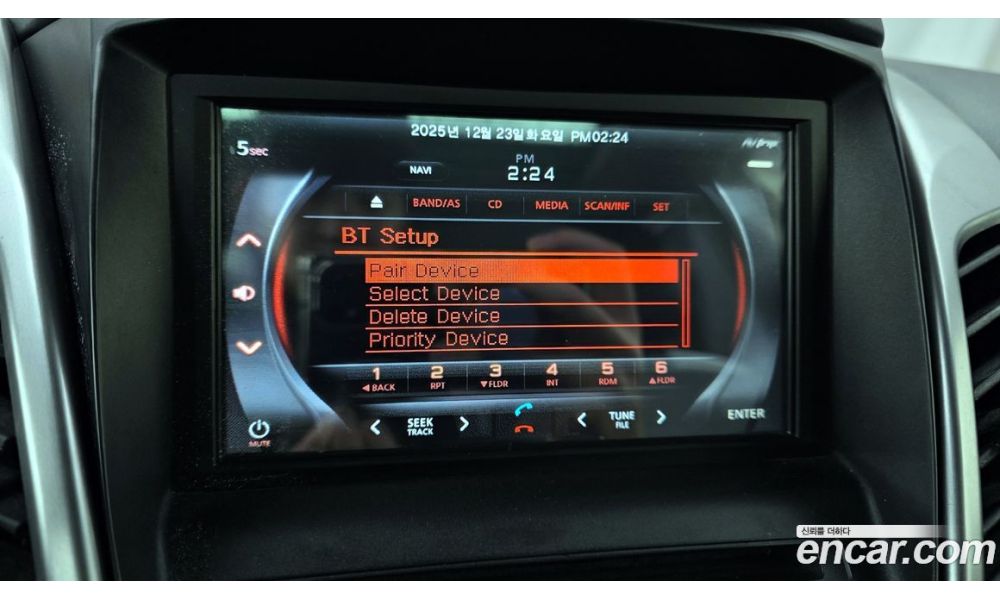 2025년 12월 23일 화요일 PM02:24
5sec
NAVI
PM
2:24
BAND/AS CD MEDIA SCAN/INF SET
BT Setup
Pair Device
Select Device
Delete Device
Priority Device
1 2 3 4 5 6
◀BACK RPT ▼FLDR INT RDM ▲FLDR
SEEK
TRACK
TUNE
FILE
ENTER
MUTE
신뢰를 더하다
encar.com